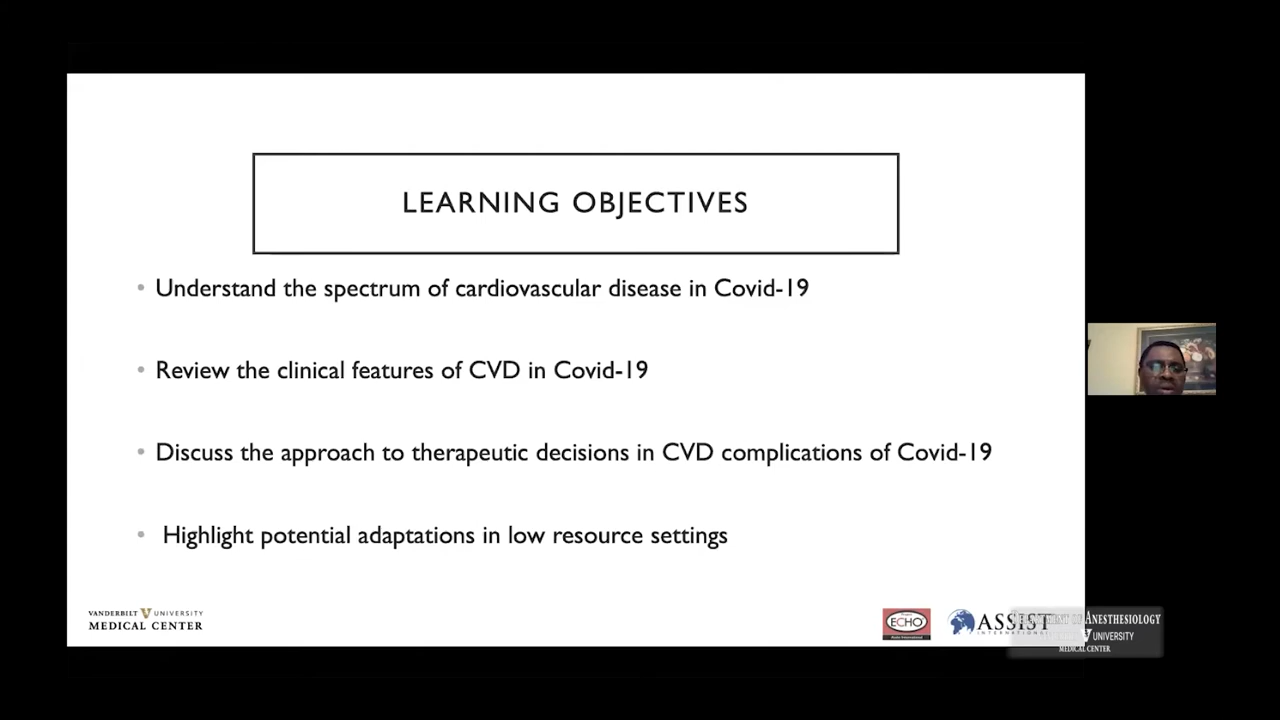 LEARNING OBJECTIVES
• Understand the spectrum of cardiovascular disease in Covid-19
• Review the clinical features of CVD in Covid-19
• Discuss the approach to therapeutic decisions in CVD complications of Covid-19
• Highlight potential adaptations in low resource settings
VANDERBILT V UNIVERSITY
MEDICAL CENTER
ECHO
ASSIST
INTERNATIONAL
OF ANESTHESIOLOGY
V UNIVERSITY
MEDICAL CENTER